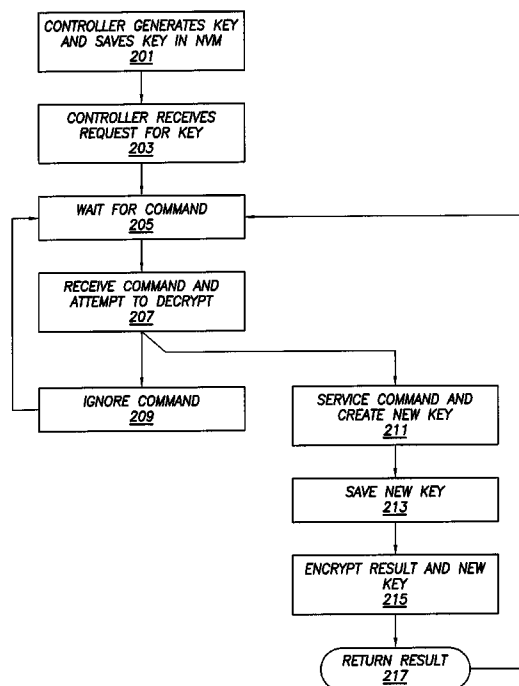 CONTROLLER GENERATES KEY
AND SAVES KEY IN NVM
201
CONTROLLER RECEIVES
REQUEST FOR KEY
203
WAIT FOR COMMAND
205
RECEIVE COMMAND AND
ATTEMPT TO DECRYPT
207
IGNORE COMMAND
209
SERVICE COMMAND AND
CREATE NEW KEY
211
SAVE NEW KEY
213
ENCRYPT RESULT AND NEW
KEY
215
RETURN RESULT
217